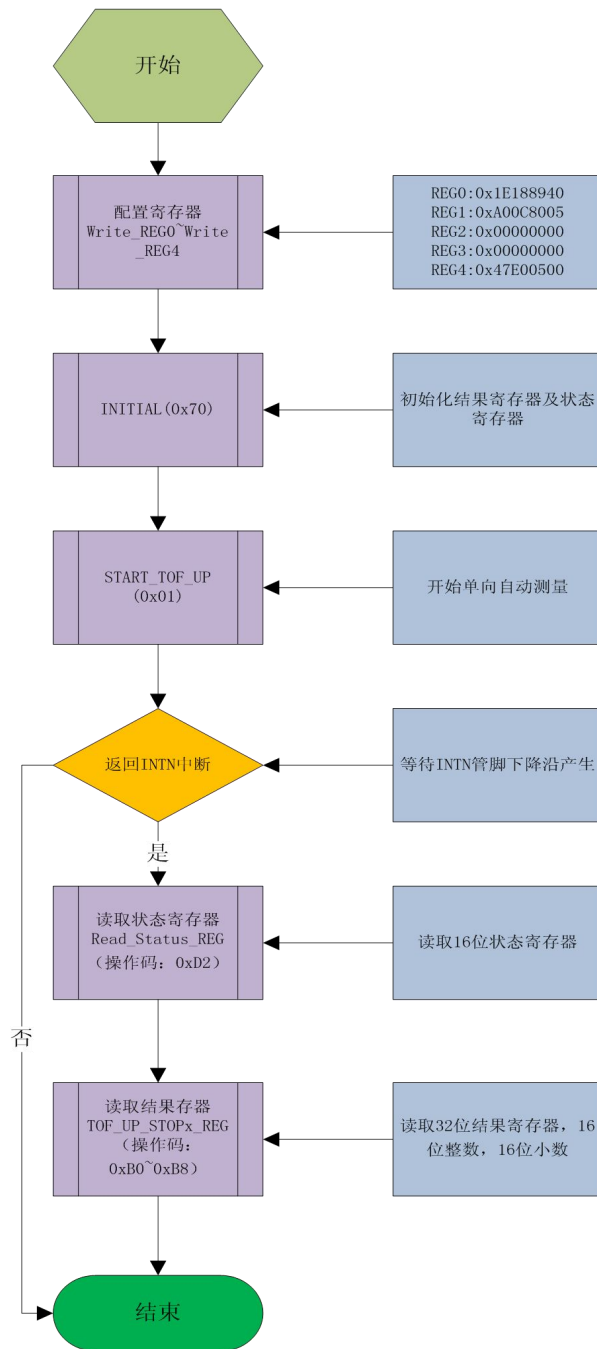 开始
配置寄存器
Write_REG0~Write
_REG4
REG0:0x1E188940
REG1:0xA00C8005
REG2:0x00000000
REG3:0x00000000
REG4:0x47E00500
INITIAL(0x70)
初始化结果寄存器及状态
寄存器
START_TOF_UP
(0x01)
开始单向自动测量
返回INTN中断
等待INTN管脚下降沿产生
是
读取状态寄存器
Read_Status_REG
（操作码：0xD2）
读取16位状态寄存器
否
读取结果存器
TOF_UP_STOPx_REG
（操作码：
0xB0~0xB8）
读取32位结果寄存器，16
位整数，16位小数
结束